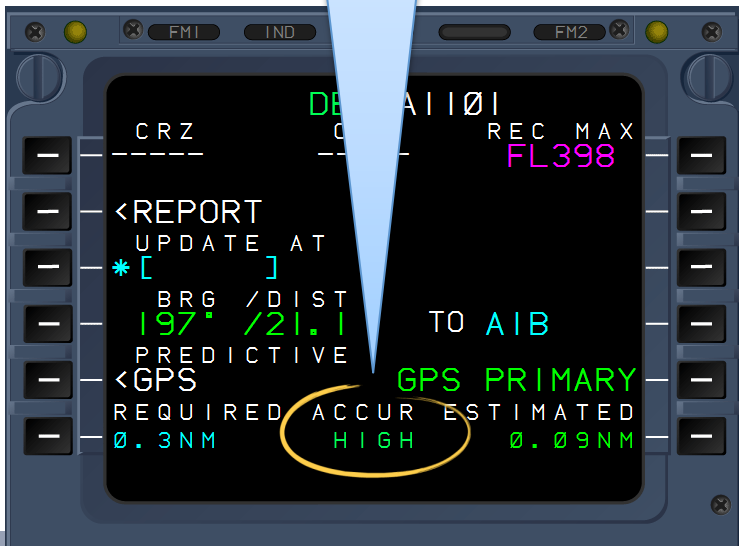 FM1 IND FM2
A1101
CRZ REC MAX
----- FL398
<REPORT
UPDATE AT
*[ ]
BRG /DIST
197° /21.1 TO AIB
PREDICTIVE
<GPS GPS PRIMARY
REQUIRED ACCUR ESTIMATED
0.3NM HIGH 0.09NM